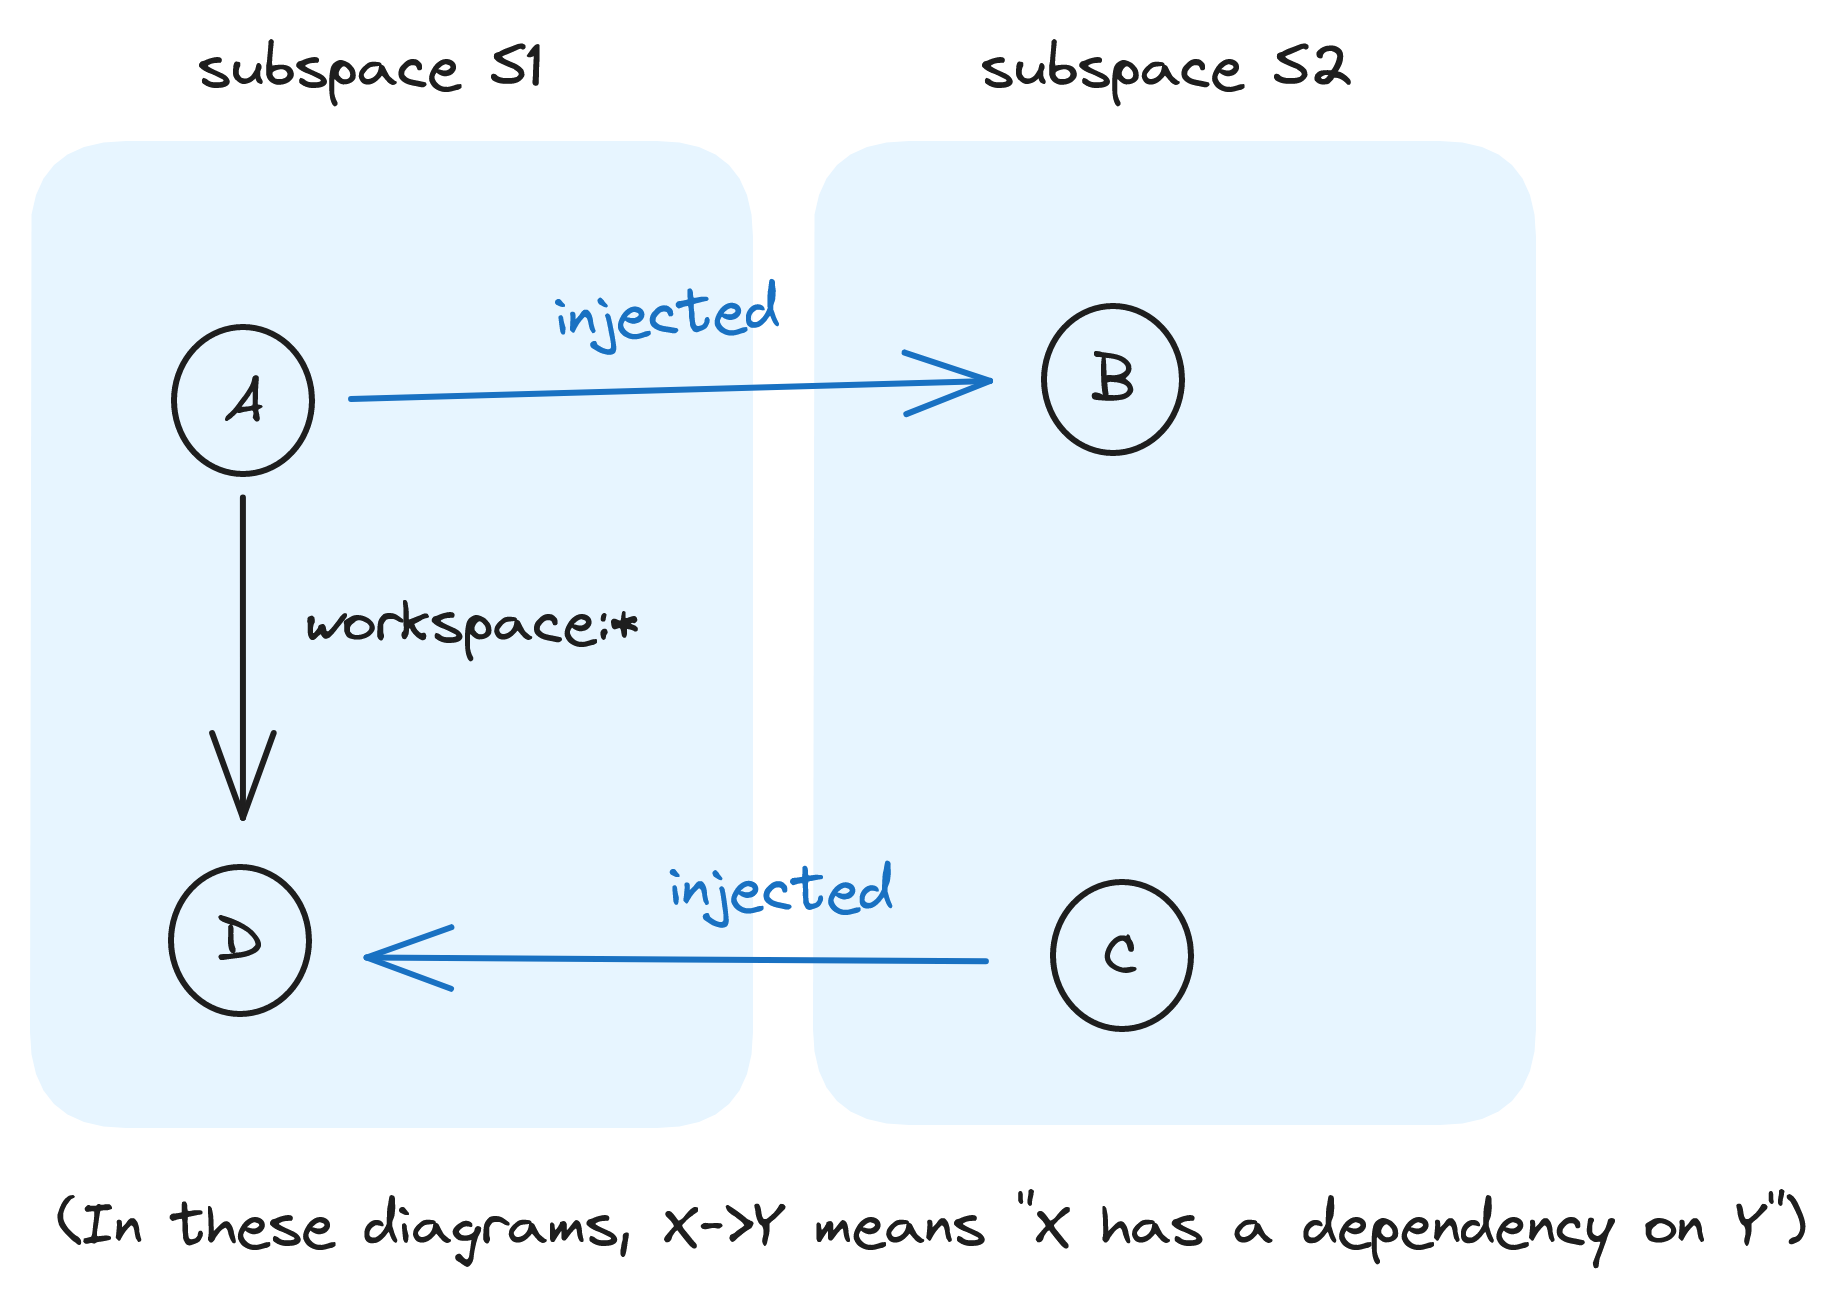 subspace S1
subspace S2
injected
A
B
workspace:*
injected
D
C
(In these diagrams, X->Y means "X has a dependency on Y")